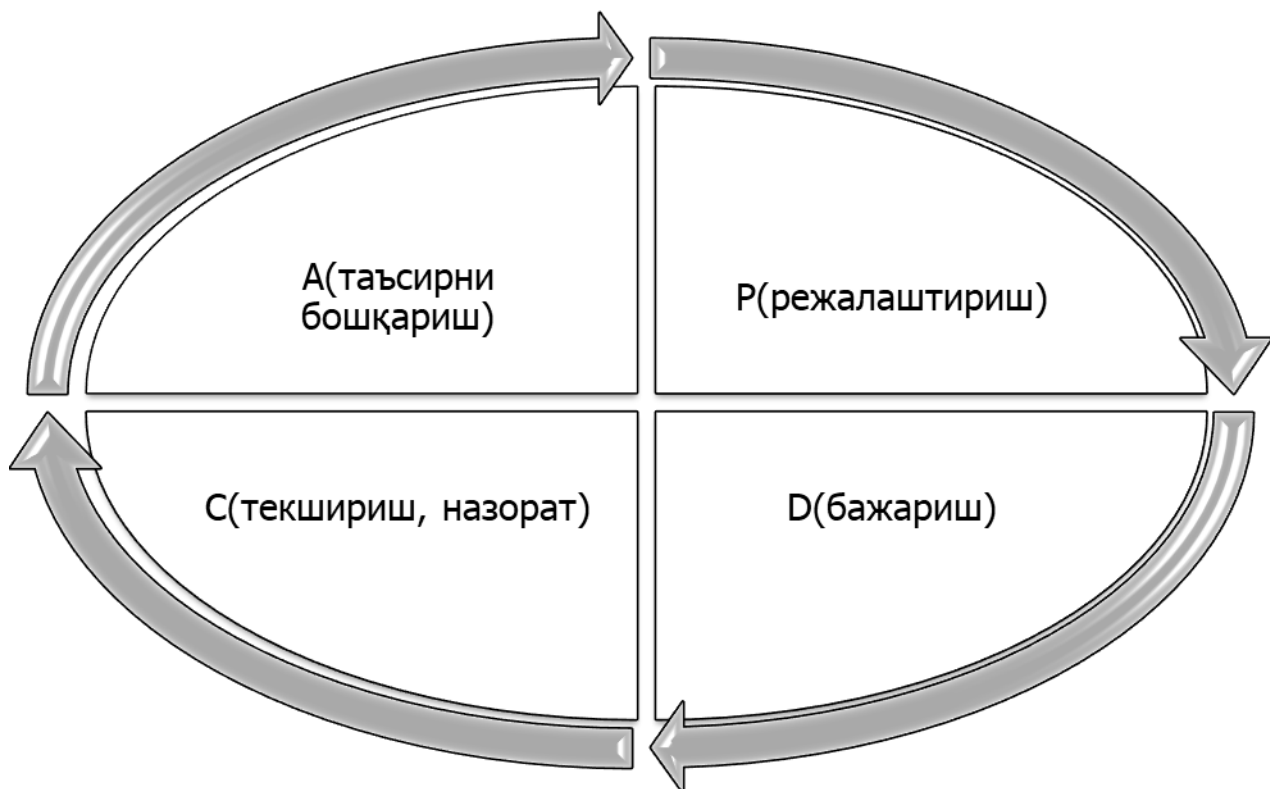 A(таъсирни
бошқариш)
P(режалаштириш)
C(текшириш, назорат)
D(бажариш)